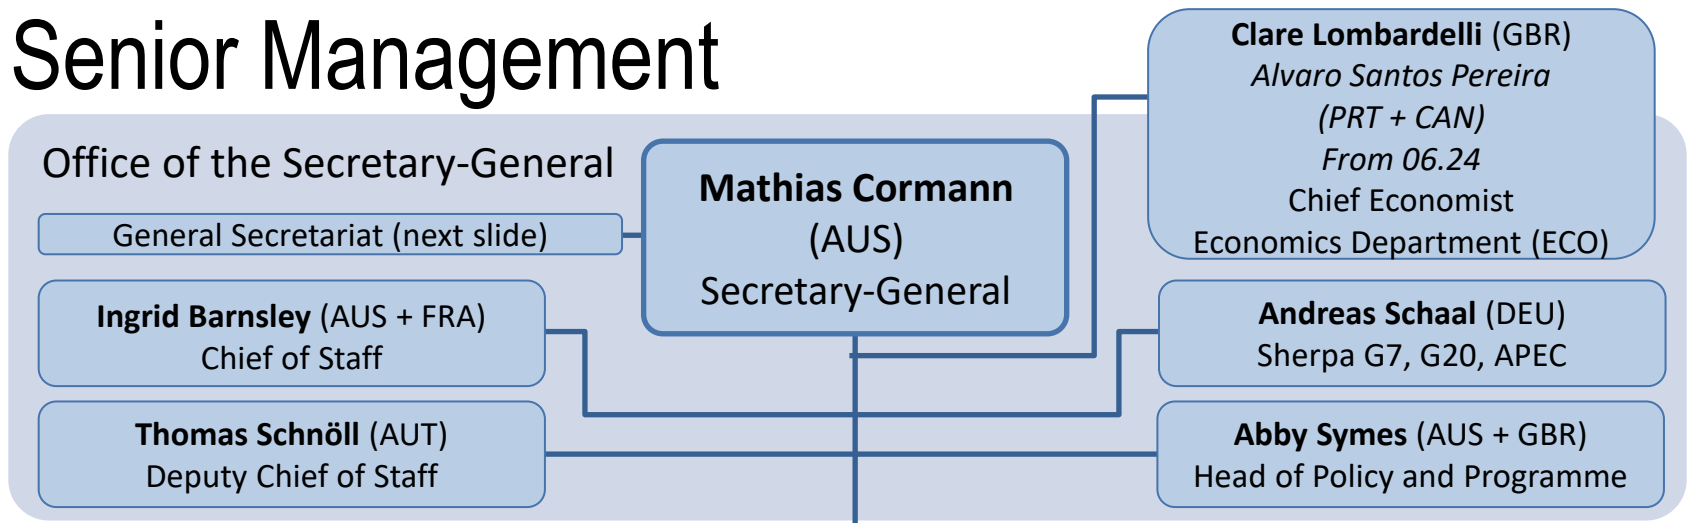 Senior Management
Office of the Secretary-General
General Secretariat (next slide)
Mathias Cormann
(AUS)
Secretary-General
Clare Lombardelli (GBR)
Alvaro Santos Pereira
(PRT + CAN)
From 06.24
Chief Economist
Economics Department (ECO)
Ingrid Barnsley (AUS + FRA)
Chief of Staff
Andreas Schaal (DEU)
Sherpa G7, G20, APEC
Thomas Schnöll (AUT)
Deputy Chief of Staff
Abby Symes (AUS + GBR)
Head of Policy and Programme